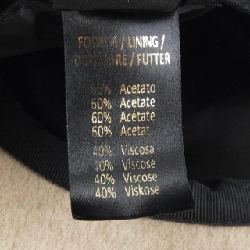 FODERA / LINING /
DOUBLURE / FUTTER
60% Acetato
60% Acetate
60% Acetate
60% Acetat
40% Viscosa
40% Viscose
40% Viscose
40% Viskose